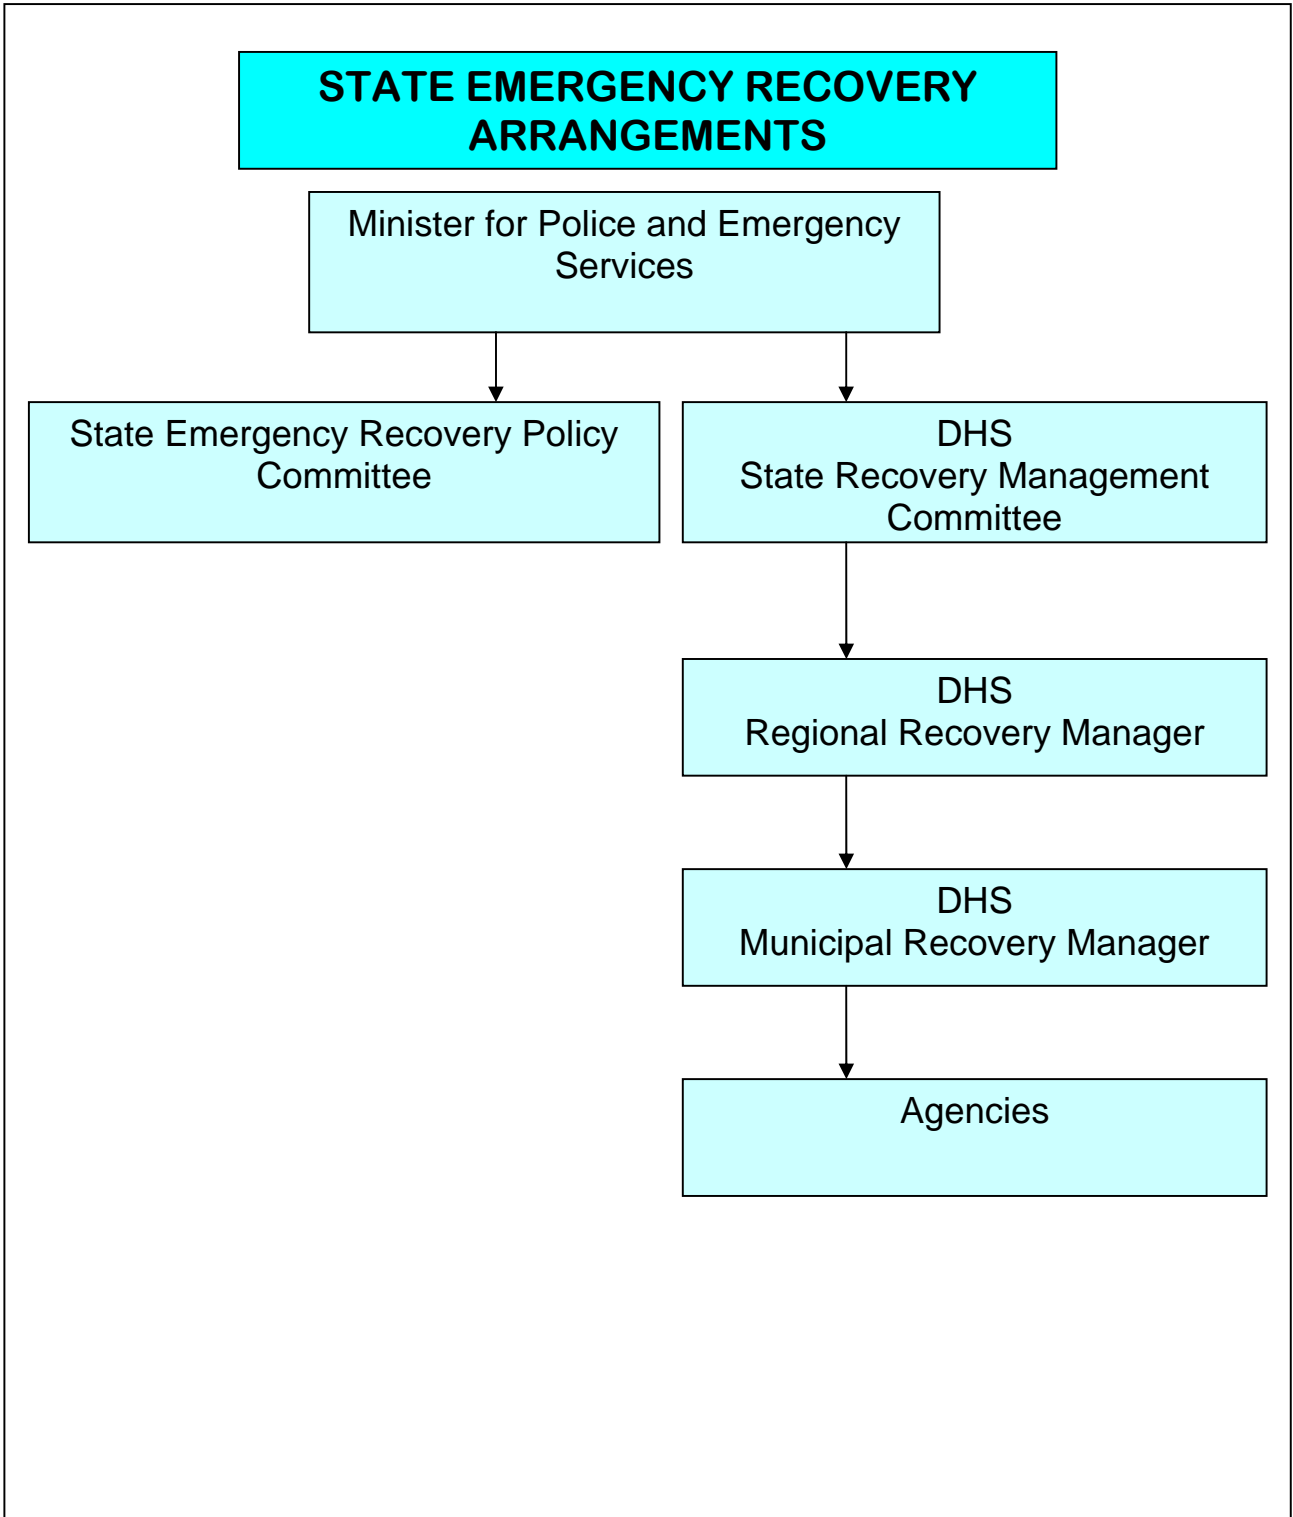 STATE EMERGENCY RECOVERY
ARRANGEMENTS
Minister for Police and Emergency
Services
State Emergency Recovery Policy
Committee
DHS
State Recovery Management
Committee
DHS
Regional Recovery Manager
DHS
Municipal Recovery Manager
Agencies